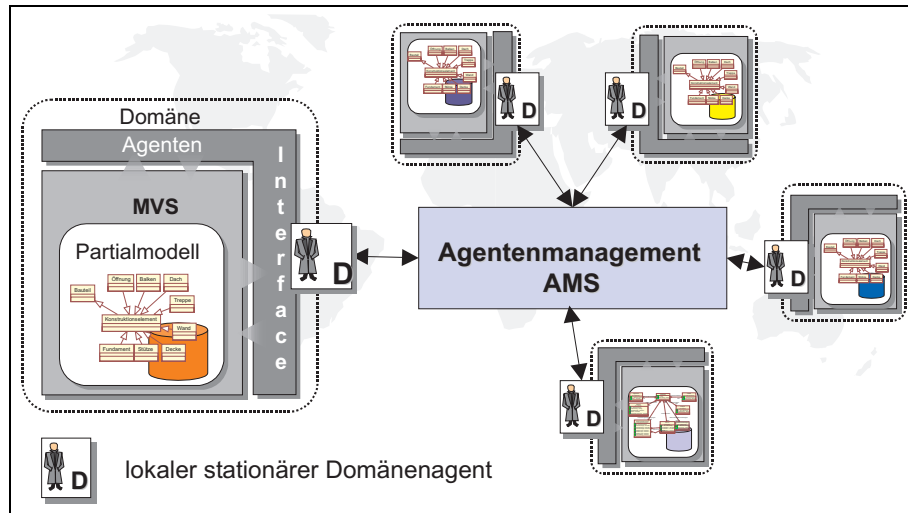 Domäne
Agenten
Interface
MVS
Partialmodell
Öffnung Balken Dach
Bauteil
Treppe
Konstruktionselement
Wand
Fundament Stütze Decke
D
D
D
Agentenmanagement
AMS
D
D
D lokaler stationärer Domänenagent